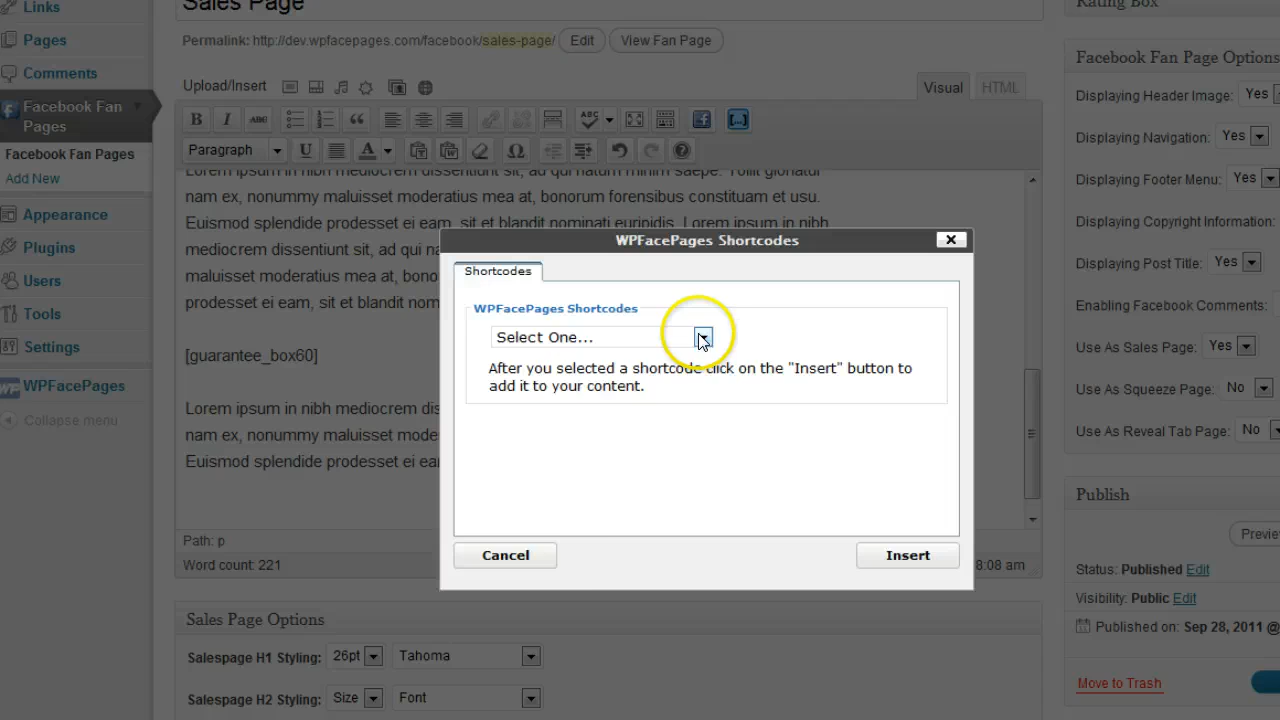 Links
Pages
Comments
Facebook Fan
Pages
Facebook Fan Pages
Add New
Appearance
Plugins
Users
Tools
Settings
WPFacePages
Collapse menu
Sales Page
Permalink: http://dev.wpfacepages.com/facebook/sales-page/ Edit View Fan Page
Upload/Insert
Visual HTML
B I ABC ABC
Paragraph U A Ω
Lorem ipsum in nibh mediocrem dissentiunt sit, ad qui natum minim saepe. Tollit gloriatur
nam ex, nonummy maluisset moderatius mea at, bonorum forensibus constituam et usu.
Euismod splendide prodesset ei eam, sit et blandit nominati euripidis. Lorem ipsum in nibh
mediocrem dissentiunt sit, ad qui na
maluisset moderatius mea at, bonor
prodesset ei eam, sit et blandit nom
[guarantee_box60]
Lorem ipsum in nibh mediocrem dis
nam ex, nonummy maluisset mode
Euismod splendide prodesset ei ea
Path: p
Word count: 221
8:08 am
WPFacePages Shortcodes
Shortcodes
WPFacePages Shortcodes
Select One...
After you selected a shortcode click on the "Insert" button to
add it to your content.
Cancel Insert
Sales Page Options
Salespage H1 Styling: 26pt Tahoma
Salespage H2 Styling: Size Font
Rating Box
Facebook Fan Page Options
Displaying Header Image: Yes
Displaying Navigation: Yes
Displaying Footer Menu: Yes
Displaying Copyright Information:
Displaying Post Title: Yes
Enabling Facebook Comments:
Use As Sales Page: Yes
Use As Squeeze Page: No
Use As Reveal Tab Page: No
Publish
Preview
Status: Published Edit
Visibility: Public Edit
Published on: Sep 28, 2011 @
Move to Trash